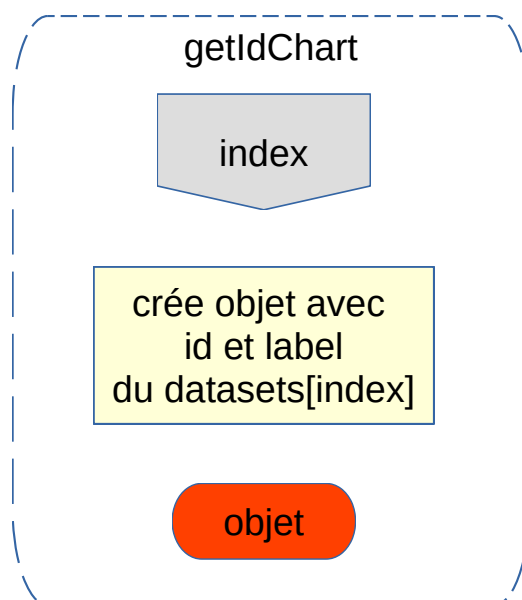 getIdChart
index
crée objet avec
id et label
du datasets[index]
objet